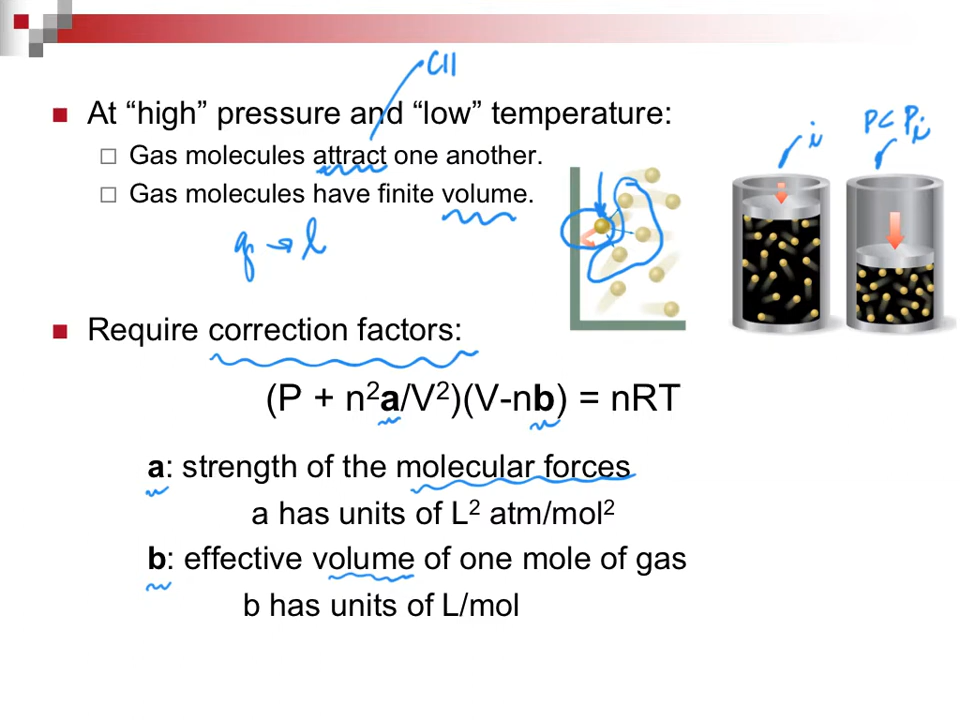 C11
At “high” pressure and “low” temperature:
Gas molecules attract one another.
Gas molecules have finite volume.
g → l
i
P < Pi
Require correction factors:
(P + n²a/V²)(V-nb) = nRT
a: strength of the molecular forces
a has units of L² atm/mol²
b: effective volume of one mole of gas
b has units of L/mol